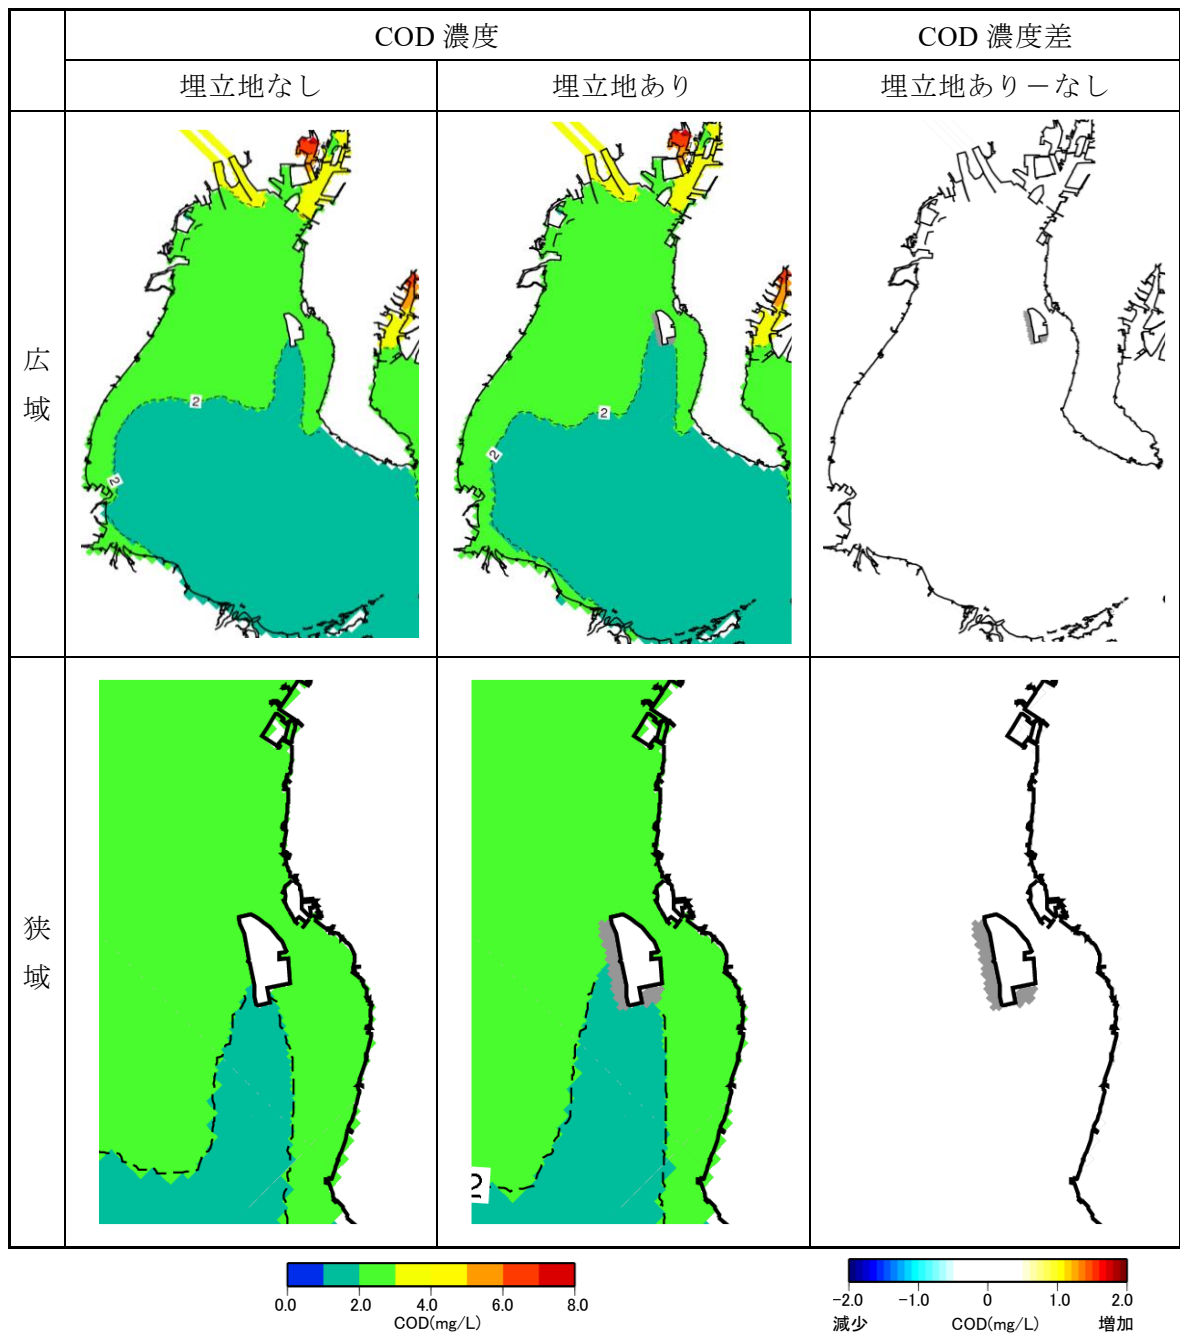 COD 濃度
COD 濃度差
埋立地なし
埋立地あり
埋立地あり－なし
広域
2
2
2
2
狭域
2
0.0 2.0 4.0 6.0 8.0
COD(mg/L)
-2.0 -1.0 0 1.0 2.0
減少 COD(mg/L) 増加